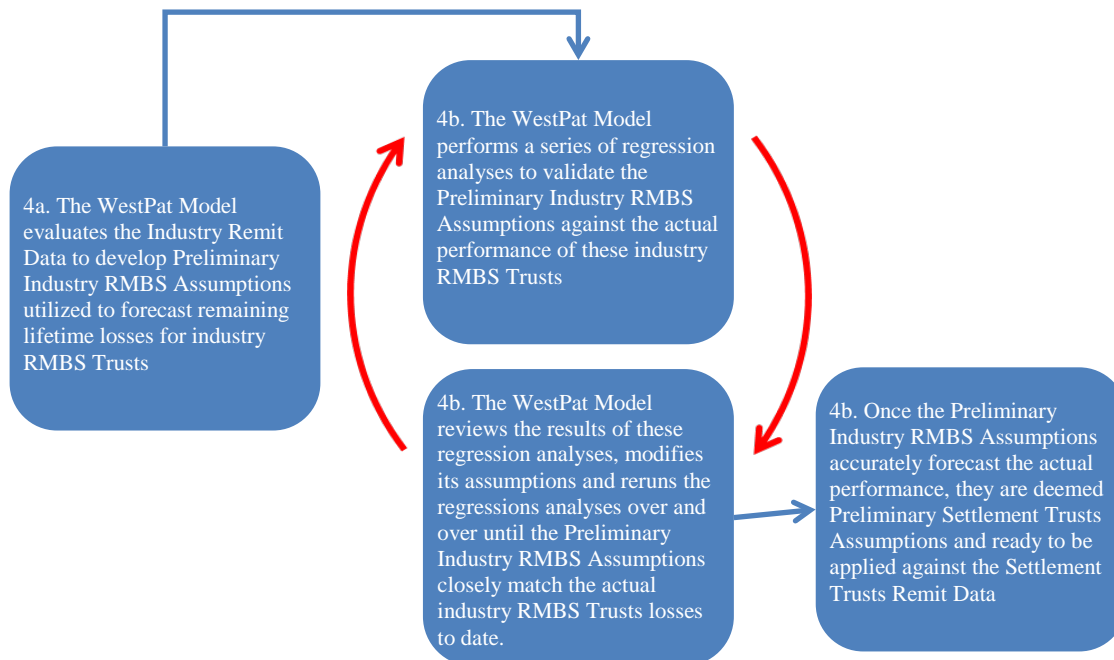 4a. The WestPat Model
evaluates the Industry Remit
Data to develop Preliminary
Industry RMBS Assumptions
utilized to forecast remaining
lifetime losses for industry
RMBS Trusts
4b. The WestPat Model
performs a series of regression
analyses to validate the
Preliminary Industry RMBS
Assumptions against the actual
performance of these industry
RMBS Trusts
4b. The WestPat Model
reviews the results of these
regression analyses, modifies
its assumptions and reruns the
regressions analyses over and
over until the Preliminary
Industry RMBS Assumptions
closely match the actual
industry RMBS Trusts losses
to date.
4b. Once the Preliminary
Industry RMBS Assumptions
accurately forecast the actual
performance, they are deemed
Preliminary Settlement Trusts
Assumptions and ready to be
applied against the Settlement
Trusts Remit Data